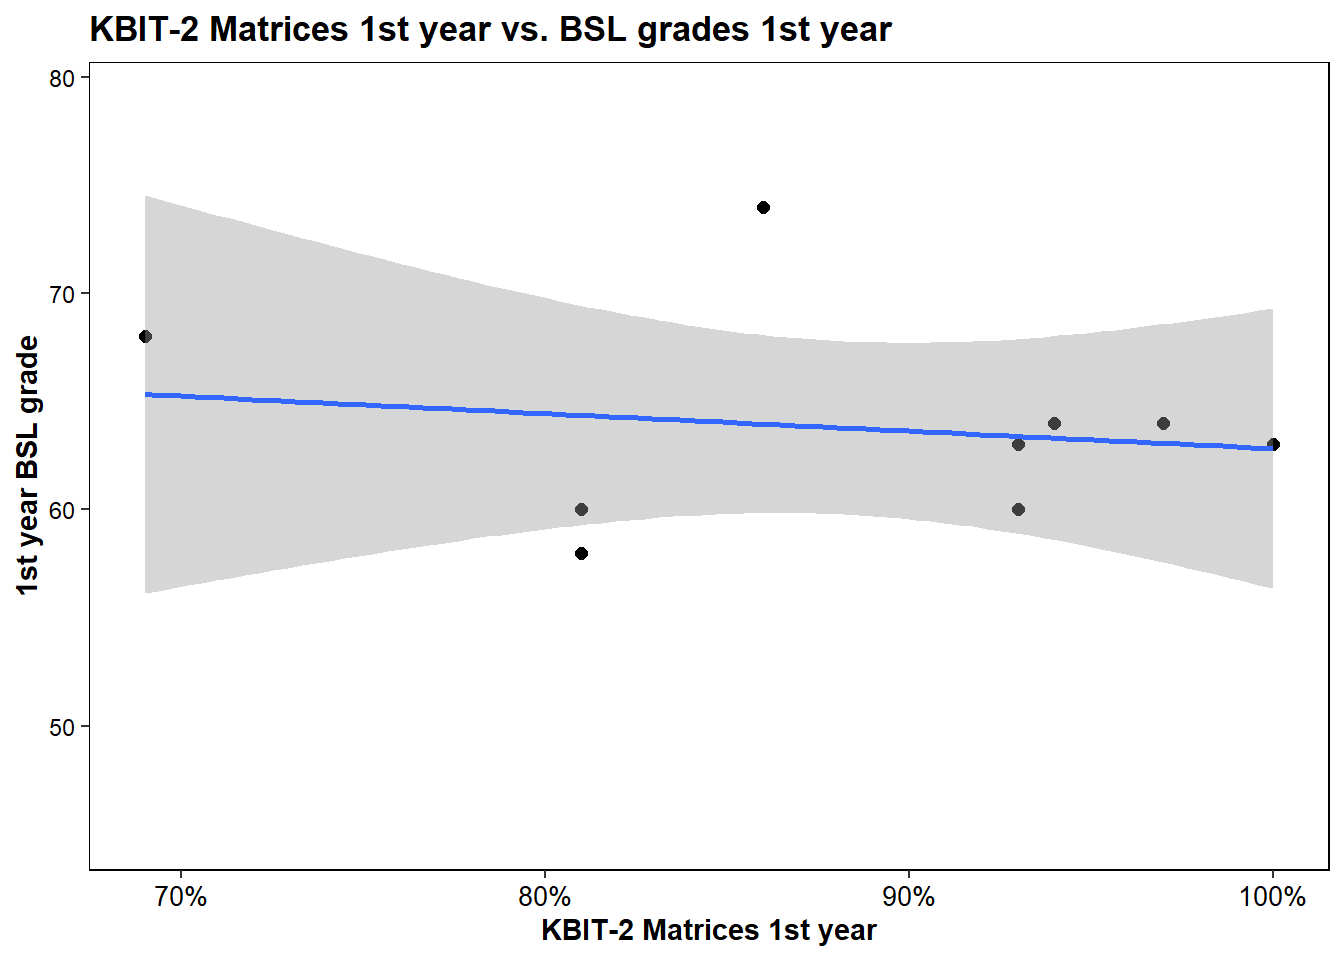 KBIT-2 Matrices 1st year vs. BSL grades 1st year
80
70
60
50
1st year BSL grade
70%
80%
90%
100%
KBIT-2 Matrices 1st year